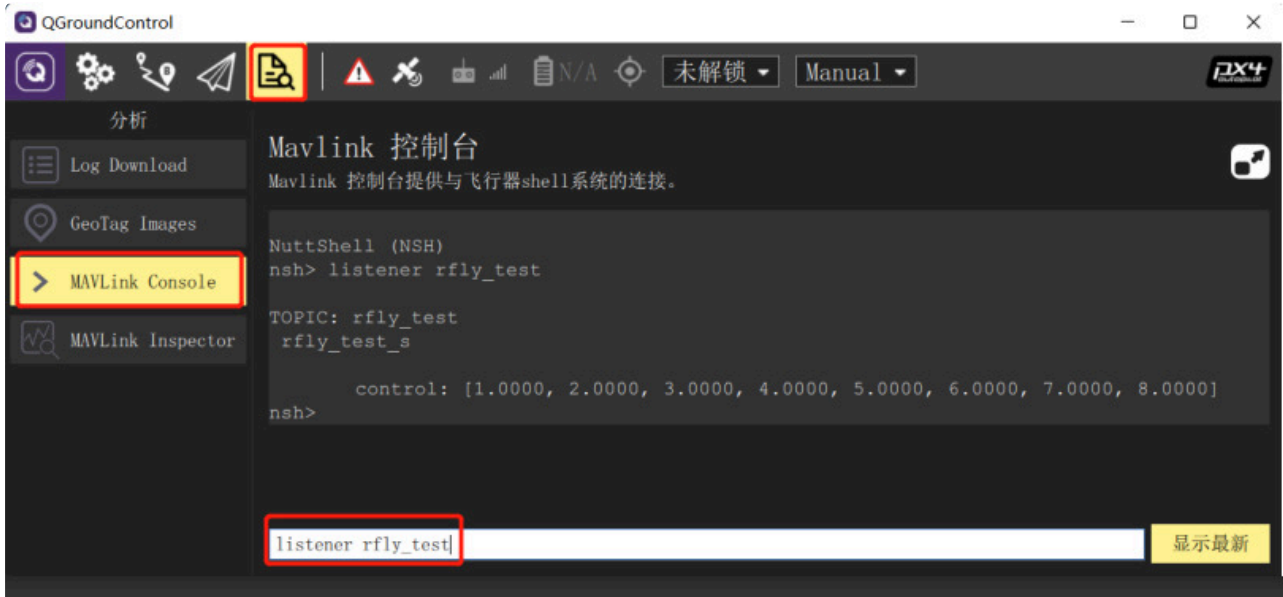 QGroundControl
N/A 未解锁 Manual
PX4
autopilot
分析
Log Download
GeoTag Images
MAVLink Console
MAVLink Inspector
Mavlink 控制台
Mavlink 控制台提供与飞行器shell系统的连接。
NuttShell (NSH)
nsh> listener rfly_test
TOPIC: rfly_test
rfly_test_s
control: [1.0000, 2.0000, 3.0000, 4.0000, 5.0000, 6.0000, 7.0000, 8.0000]
nsh>
listener rfly_test
显示最新